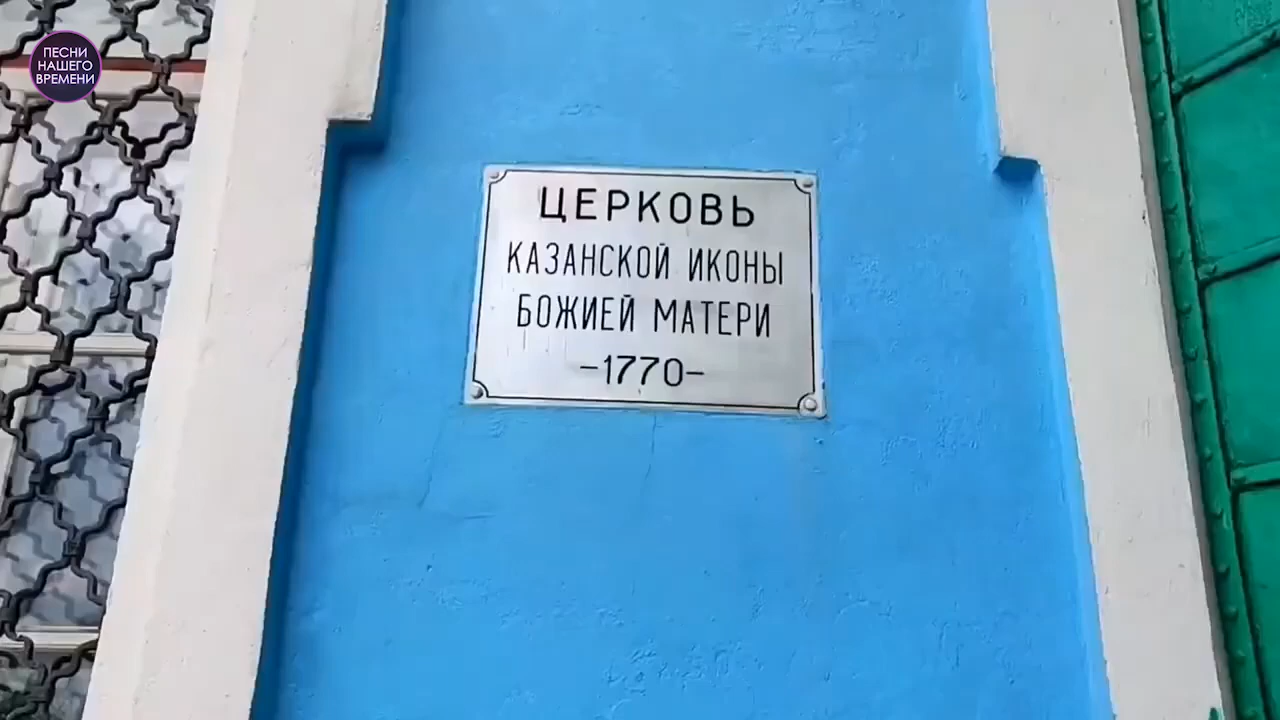 ПЕСНИ
НАШЕГО
ВРЕМЕНИ
ЦЕРКОВЬ
КАЗАНСКОЙ ИКОНЫ
БОЖИЕЙ МАТЕРИ
-1770-